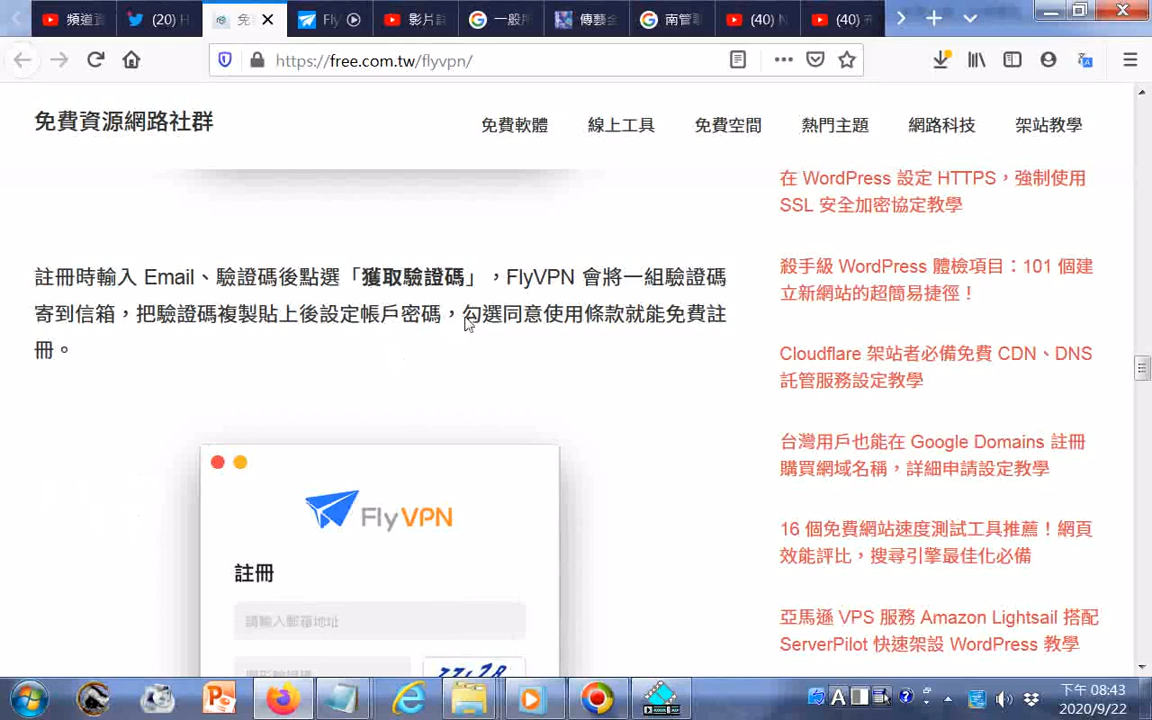 頻道
(20) H
免
Fly
影片
一般
傳藝
南管
(40) N
(40)
https://free.com.tw/flyvpn/
免費資源網路社群
免費軟體
線上工具
免費空間
熱門主題
網路科技
架站教學
註冊時輸入 Email、驗證碼後點選「獲取驗證碼」，FlyVPN 會將一組驗證碼
寄到信箱，把驗證碼複製貼上後設定帳戶密碼，勾選同意使用條款就能免費註
冊。
FlyVPN
註冊
請輸入郵箱地址
在 WordPress 設定 HTTPS，強制使用
SSL 安全加密協定教學
殺手級 WordPress 體檢項目：101 個建
立新網站的超簡易捷徑！
Cloudflare 架站者必備免費 CDN、DNS
託管服務設定教學
台灣用戶也能在 Google Domains 註冊
購買網域名稱，詳細申請設定教學
16 個免費網站速度測試工具推薦！網頁
效能評比，搜尋引擎最佳化必備
亞馬遜 VPS 服務 Amazon Lightsail 搭配
ServerPilot 快速架設 WordPress 教學
下午 08:43
2020/9/22